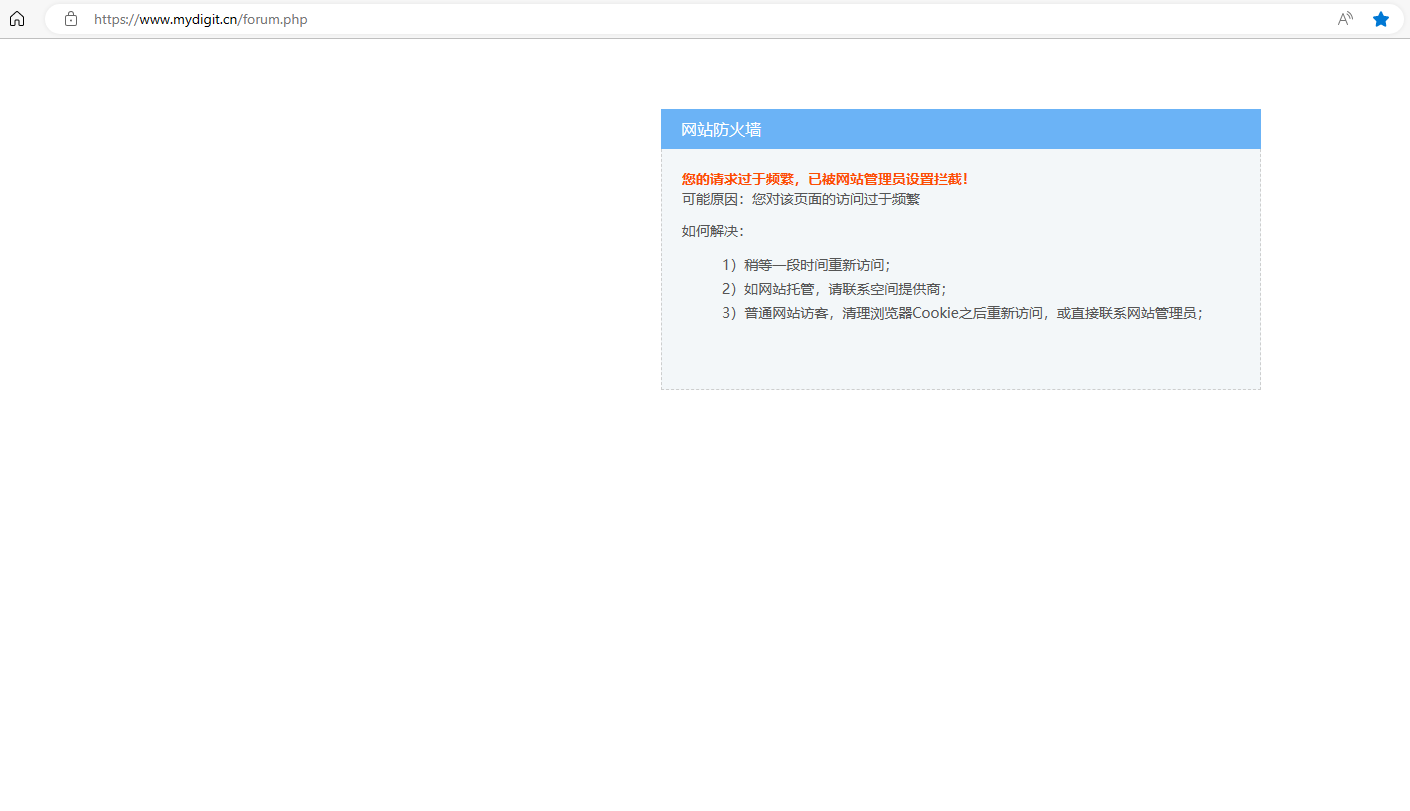 https://www.mydigit.cn/forum.php
网站防火墙
您的请求过于频繁，已被网站管理员设置拦截！
可能原因：您对该页面的访问过于频繁
如何解决：
1）稍等一段时间重新访问；
2）如网站托管，请联系空间提供商；
3）普通网站访客，清理浏览器Cookie之后重新访问，或直接联系网站管理员；